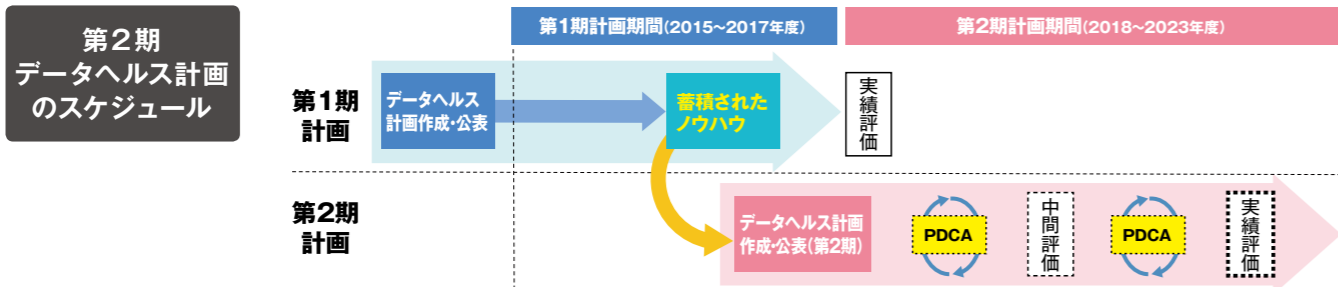 第2期
データヘルス計画
のスケジュール
第1期計画期間(2015〜2017年度)
第2期計画期間(2018〜2023年度)
第1期
計画
データヘルス
計画作成・公表
蓄積された
ノウハウ
実績評価
第2期
計画
データヘルス計画
作成・公表(第2期)
PDCA
中間評価
PDCA
実績評価